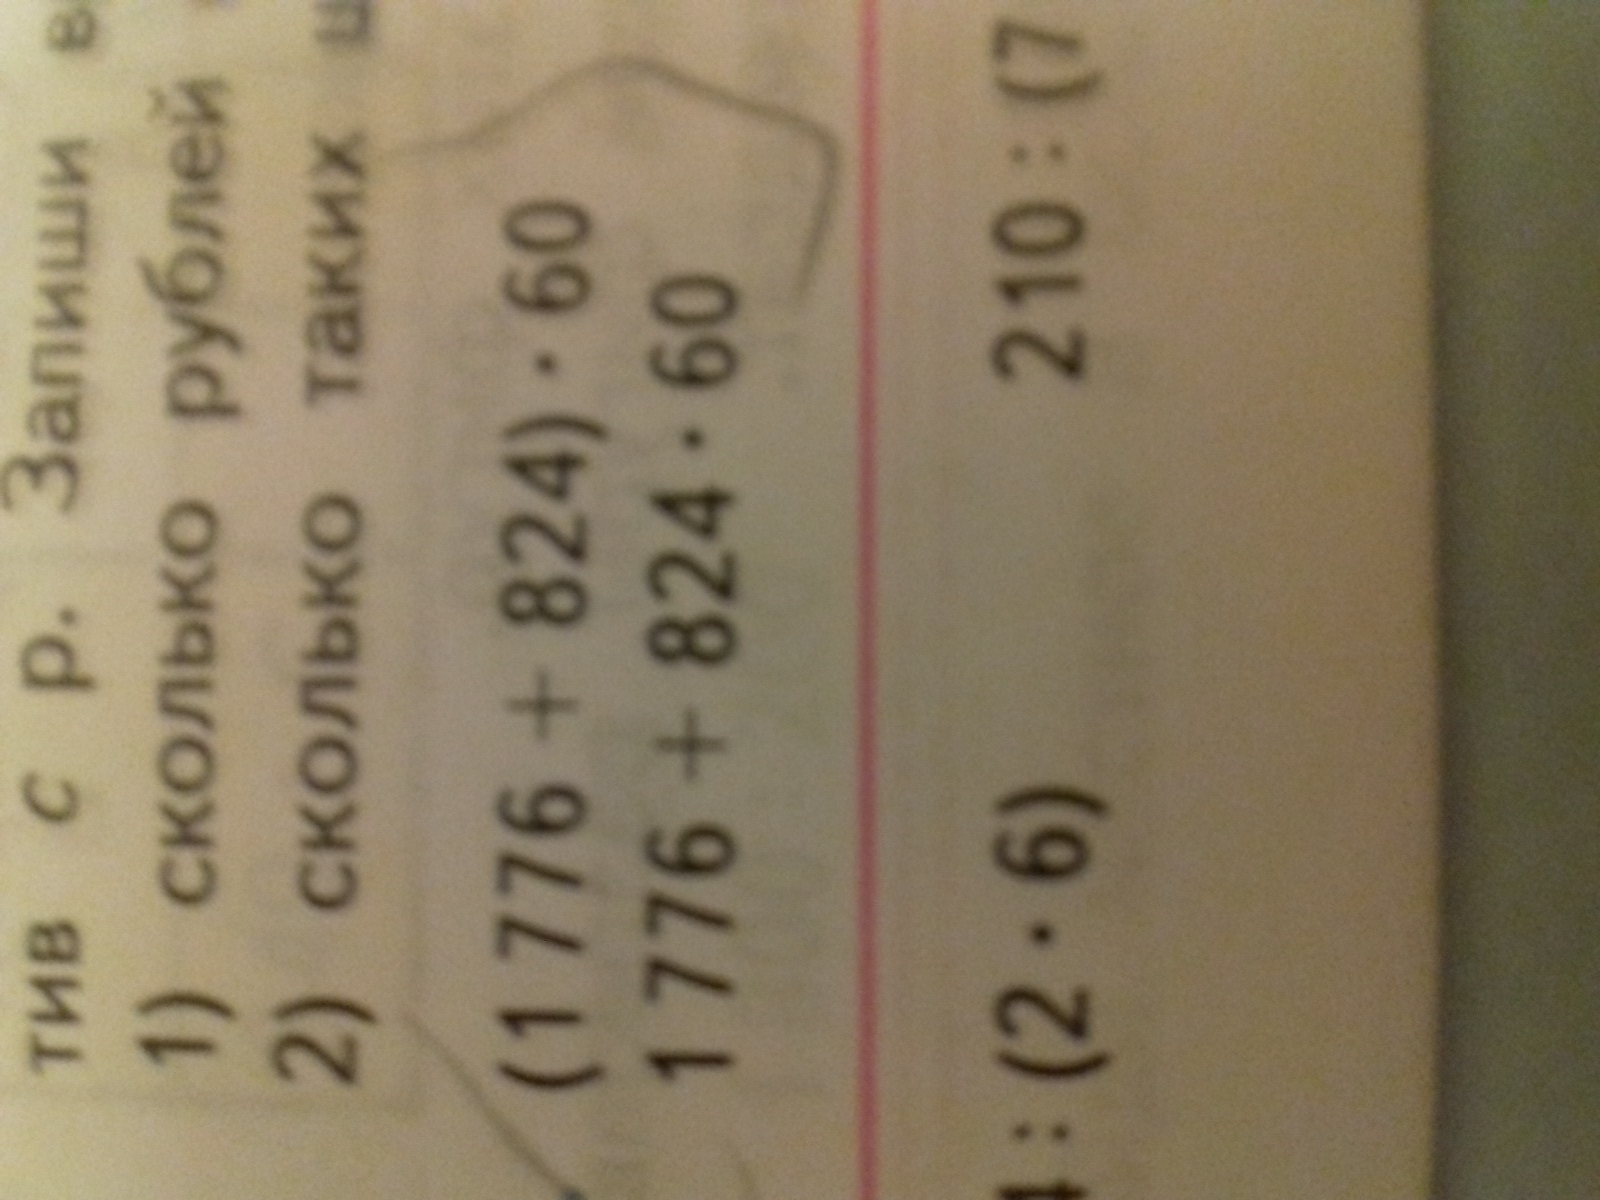 тив с р. Запиши
1) сколько рублей
2) сколько таких
(1 776 + 824) · 60
1 776 + 824 · 60
4 : (2 · 6) 210 : (7